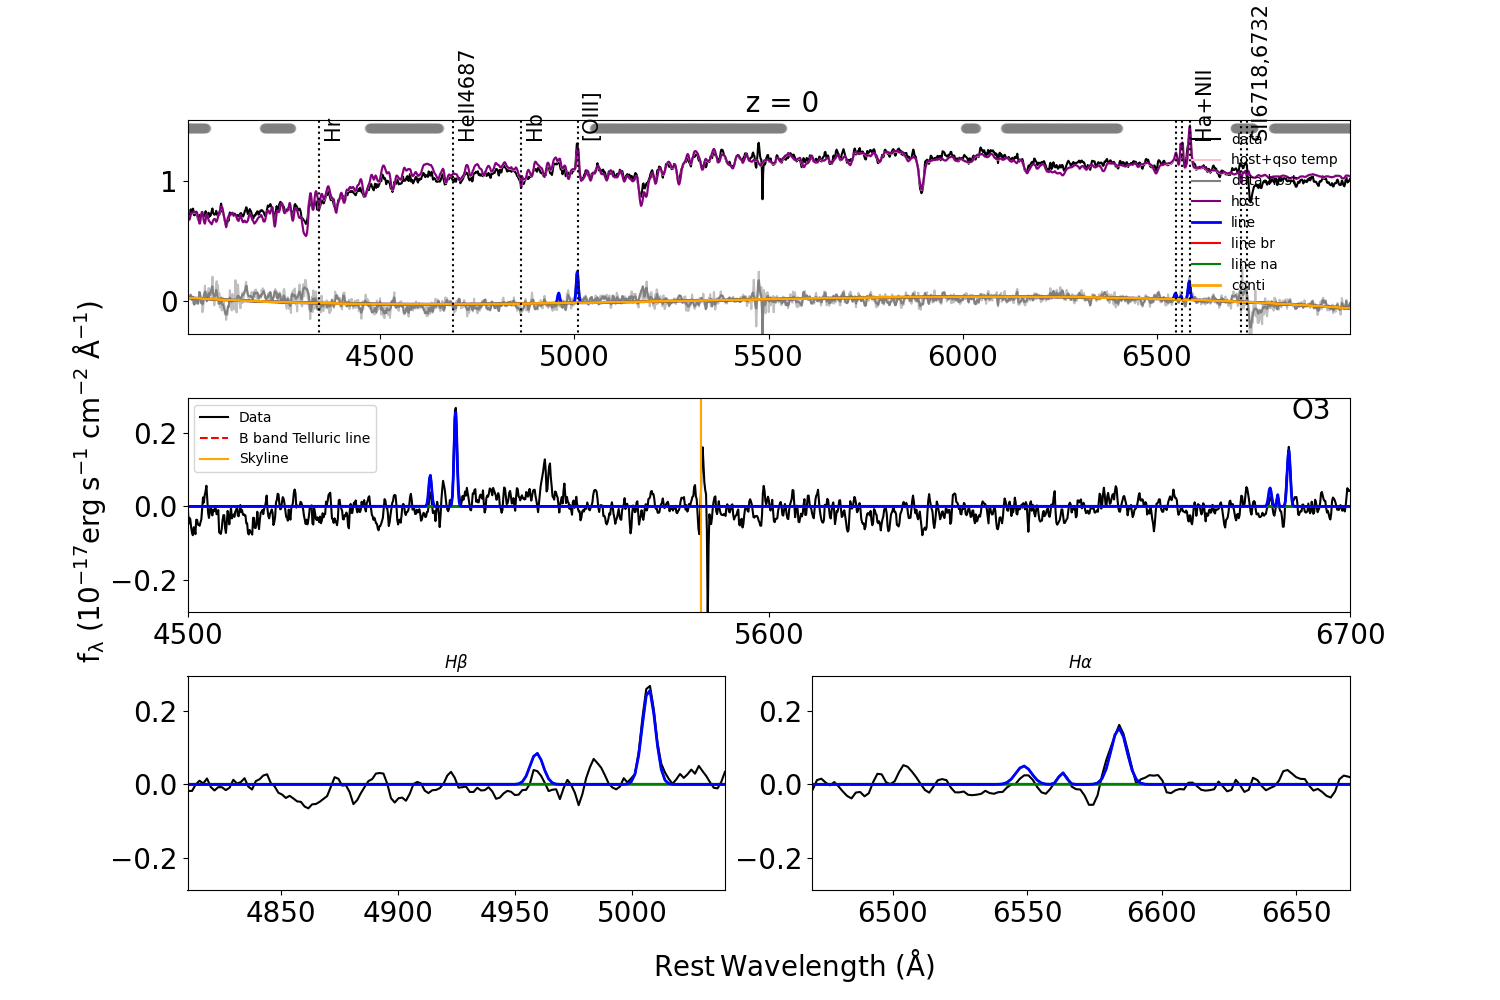 z = 0
Hr
HeII4687
Hb
[OIII]
Ha+NII
SII6718,6732
data
host+qso temp
host
line
line br
line na
conti
1
0
4500 5000 5500 6000 6500
fλ (10⁻¹⁷erg s⁻¹ cm⁻² Å⁻¹)
Data
B band Telluric line
Skyline
O3
0.2
0.0
−0.2
4500 5600 6700
Hβ
0.2
0.0
−0.2
4850 4900 4950 5000
Hα
0.2
0.0
−0.2
6500 6550 6600 6650
Rest Wavelength (Å)